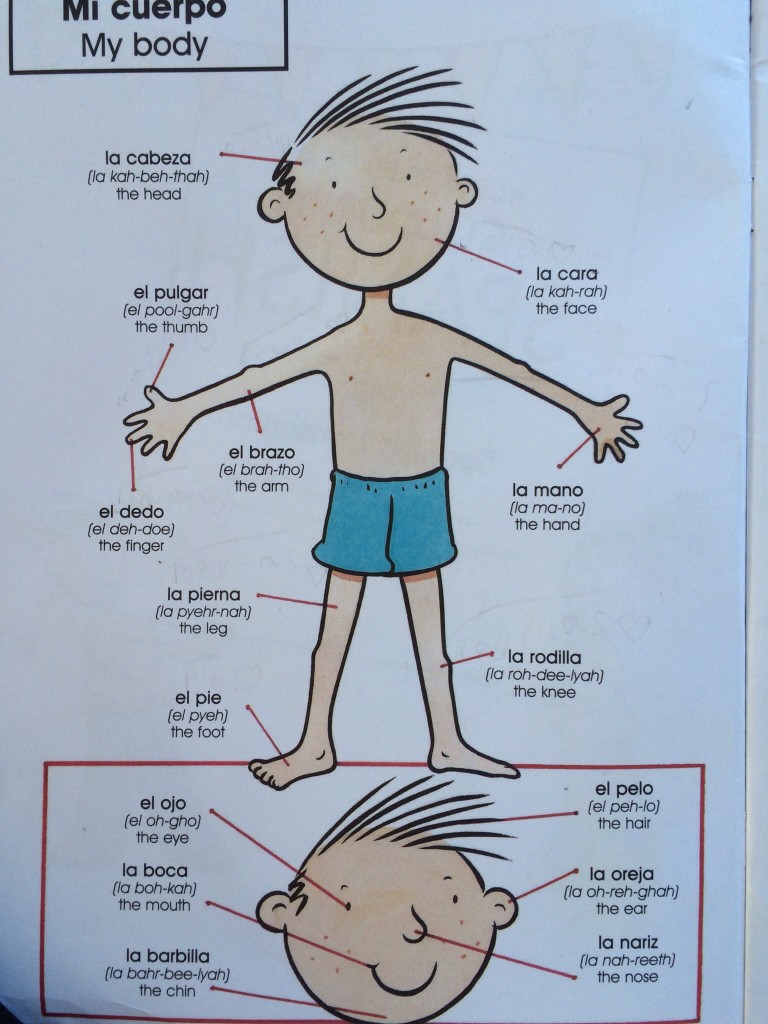 Mi cuerpo
My body
la cabeza
(la kah-beh-thah)
the head
la cara
(la kah-rah)
the face
el pulgar
(el pool-gahr)
the thumb
el brazo
(el brah-tho)
the arm
la mano
(la ma-no)
the hand
el dedo
(el deh-doe)
the finger
la pierna
(la pyehr-nah)
the leg
la rodilla
(la roh-dee-lyah)
the knee
el pie
(el pyeh)
the foot
el ojo
(el oh-gho)
the eye
el pelo
(el peh-lo)
the hair
la boca
(la boh-kah)
the mouth
la oreja
(la oh-reh-ghah)
the ear
la barbilla
(la bahr-bee-lyah)
the chin
la nariz
(la nah-reeth)
the nose